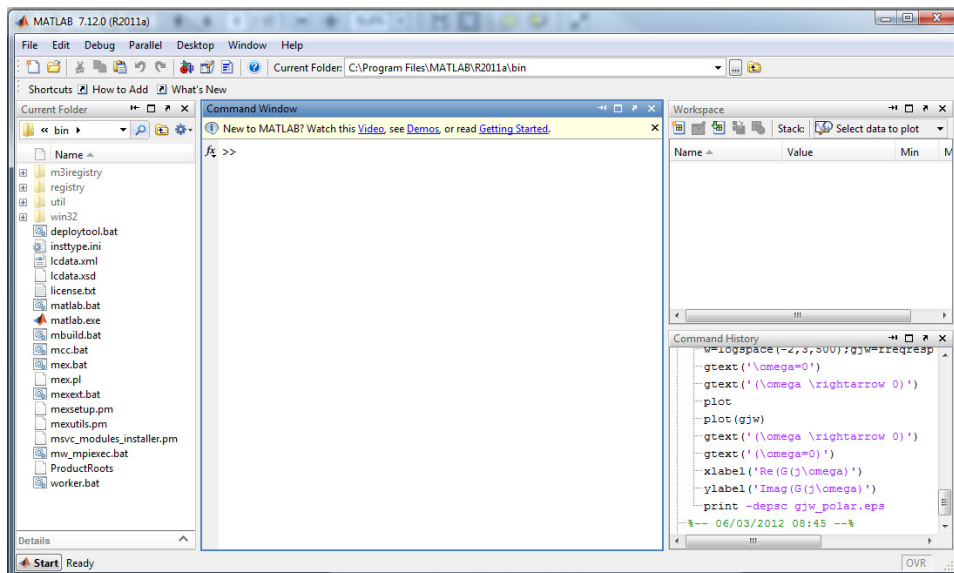 MATLAB 7.12.0 (R2011a)
File Edit Debug Parallel Desktop Window Help
Current Folder: C:\Program Files\MATLAB\R2011a\bin
Shortcuts How to Add What's New
Current Folder
« bin
Name
m3iregistry
registry
util
win32
deploytool.bat
insttype.ini
lcdata.xml
lcdata.xsd
license.txt
matlab.bat
matlab.exe
mbuild.bat
mcc.bat
mex.bat
mex.pl
mexext.bat
mexsetup.pm
mexutils.pm
msvc_modules_installer.pm
mw_mpiexec.bat
ProductRoots
worker.bat
Details
Command Window
New to MATLAB? Watch this Video, see Demos, or read Getting Started.
fx >>
Workspace
Stack: Select data to plot
Name Value Min M
Command History
w=logspace(-2,3,500);gjw=freqresp
gtext('\omega=0')
gtext('(\omega \rightarrow 0)')
plot
plot(gjw)
gtext('(\omega \rightarrow 0)')
gtext('(\omega=0)')
xlabel('Re(G(j\omega)')
ylabel('Imag(G(j\omega)')
print -depsc gjw_polar.eps
%-- 06/03/2012 08:45 --%
Start Ready
OVR